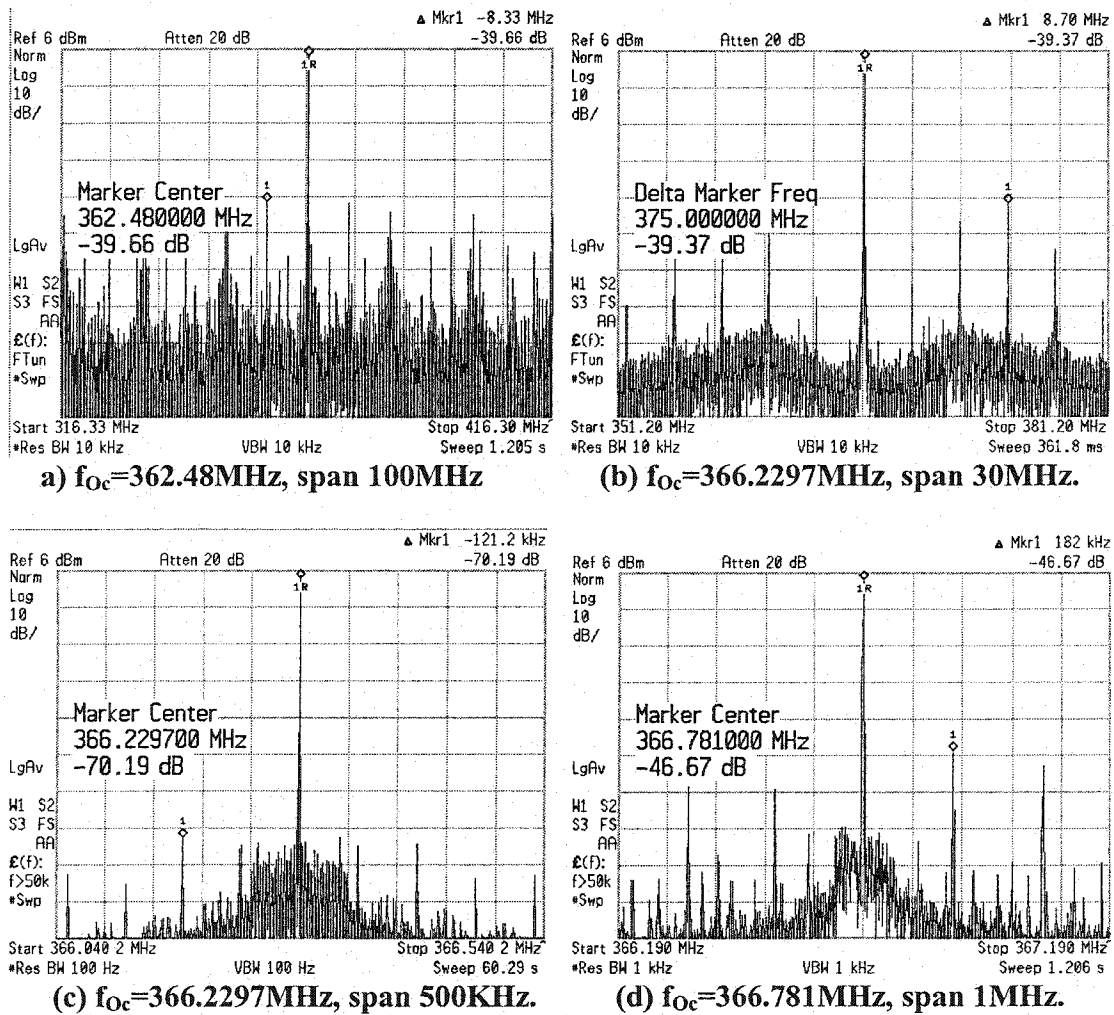 ▵ Mkr1 -8.33 MHz
Ref 6 dBm Atten 20 dB -39.66 dB
Norm
Log
10
dB/
1R
1
Marker Center
362.480000 MHz
-39.66 dB
LgAv
W1 S2
S3 FS
AA
£(f):
FTun
#Swp
Start 316.33 MHz Stop 416.30 MHz
#Res BW 10 kHz VBW 10 kHz Sweep 1.205 s
a) fOc=362.48MHz, span 100MHz
▵ Mkr1 8.70 MHz
Ref 6 dBm Atten 20 dB -39.37 dB
Norm
Log
10
dB/
1R
1
Delta Marker Freq
375.000000 MHz
-39.37 dB
LgAv
W1 S2
S3 FS
AA
£(f):
FTun
#Swp
Start 351.20 MHz Stop 381.20 MHz
#Res BW 10 kHz VBW 10 kHz Sweep 361.8 ms
(b) fOc=366.2297MHz, span 30MHz.
▵ Mkr1 -121.2 kHz
Ref 6 dBm Atten 20 dB -70.19 dB
Norm
Log
10
dB/
1R
Marker Center
366.229700 MHz
-70.19 dB
LgAv
1
W1 S2
S3 FS
AA
£(f):
f>50k
#Swp
Start 366.040 2 MHz Stop 366.540 2 MHz
#Res BW 100 Hz VBW 100 Hz Sweep 60.29 s
(c) fOc=366.2297MHz, span 500KHz.
▵ Mkr1 182 kHz
Ref 6 dBm Atten 20 dB -46.67 dB
Norm
Log
10
dB/
1R
Marker Center
366.781000 MHz
1
-46.67 dB
LgAv
W1 S2
S3 FS
AA
£(f):
f>50k
#Swp
Start 366.190 MHz Stop 367.190 MHz
#Res BW 1 kHz VBW 1 kHz Sweep 1.206 s
(d) fOc=366.781MHz, span 1MHz.